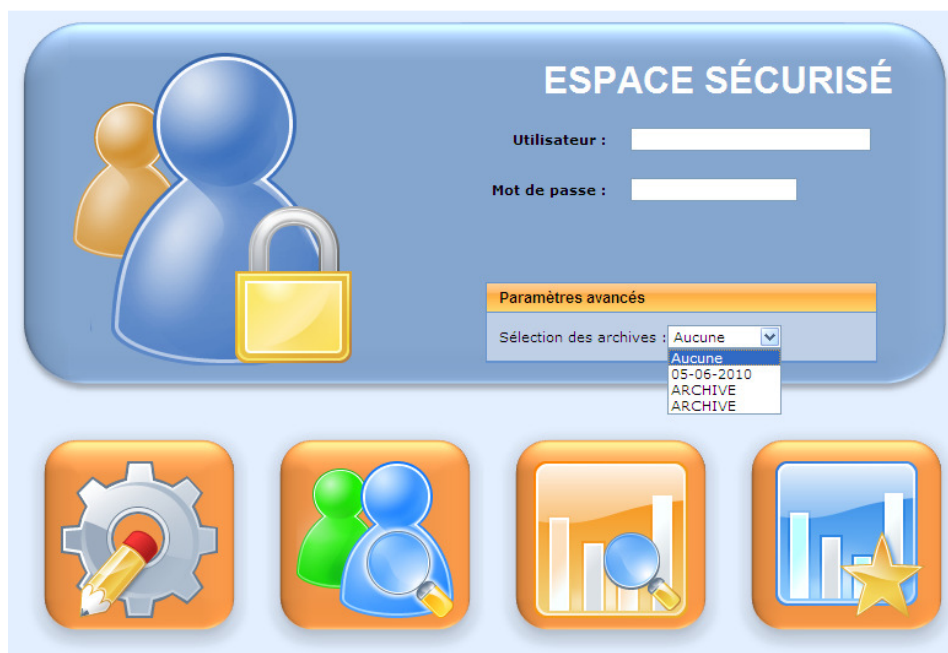 ESPACE SÉCURISÉ
Utilisateur :
Mot de passe :
Paramètres avancés
Sélection des archives : Aucune
Aucune
05-06-2010
ARCHIVE
ARCHIVE